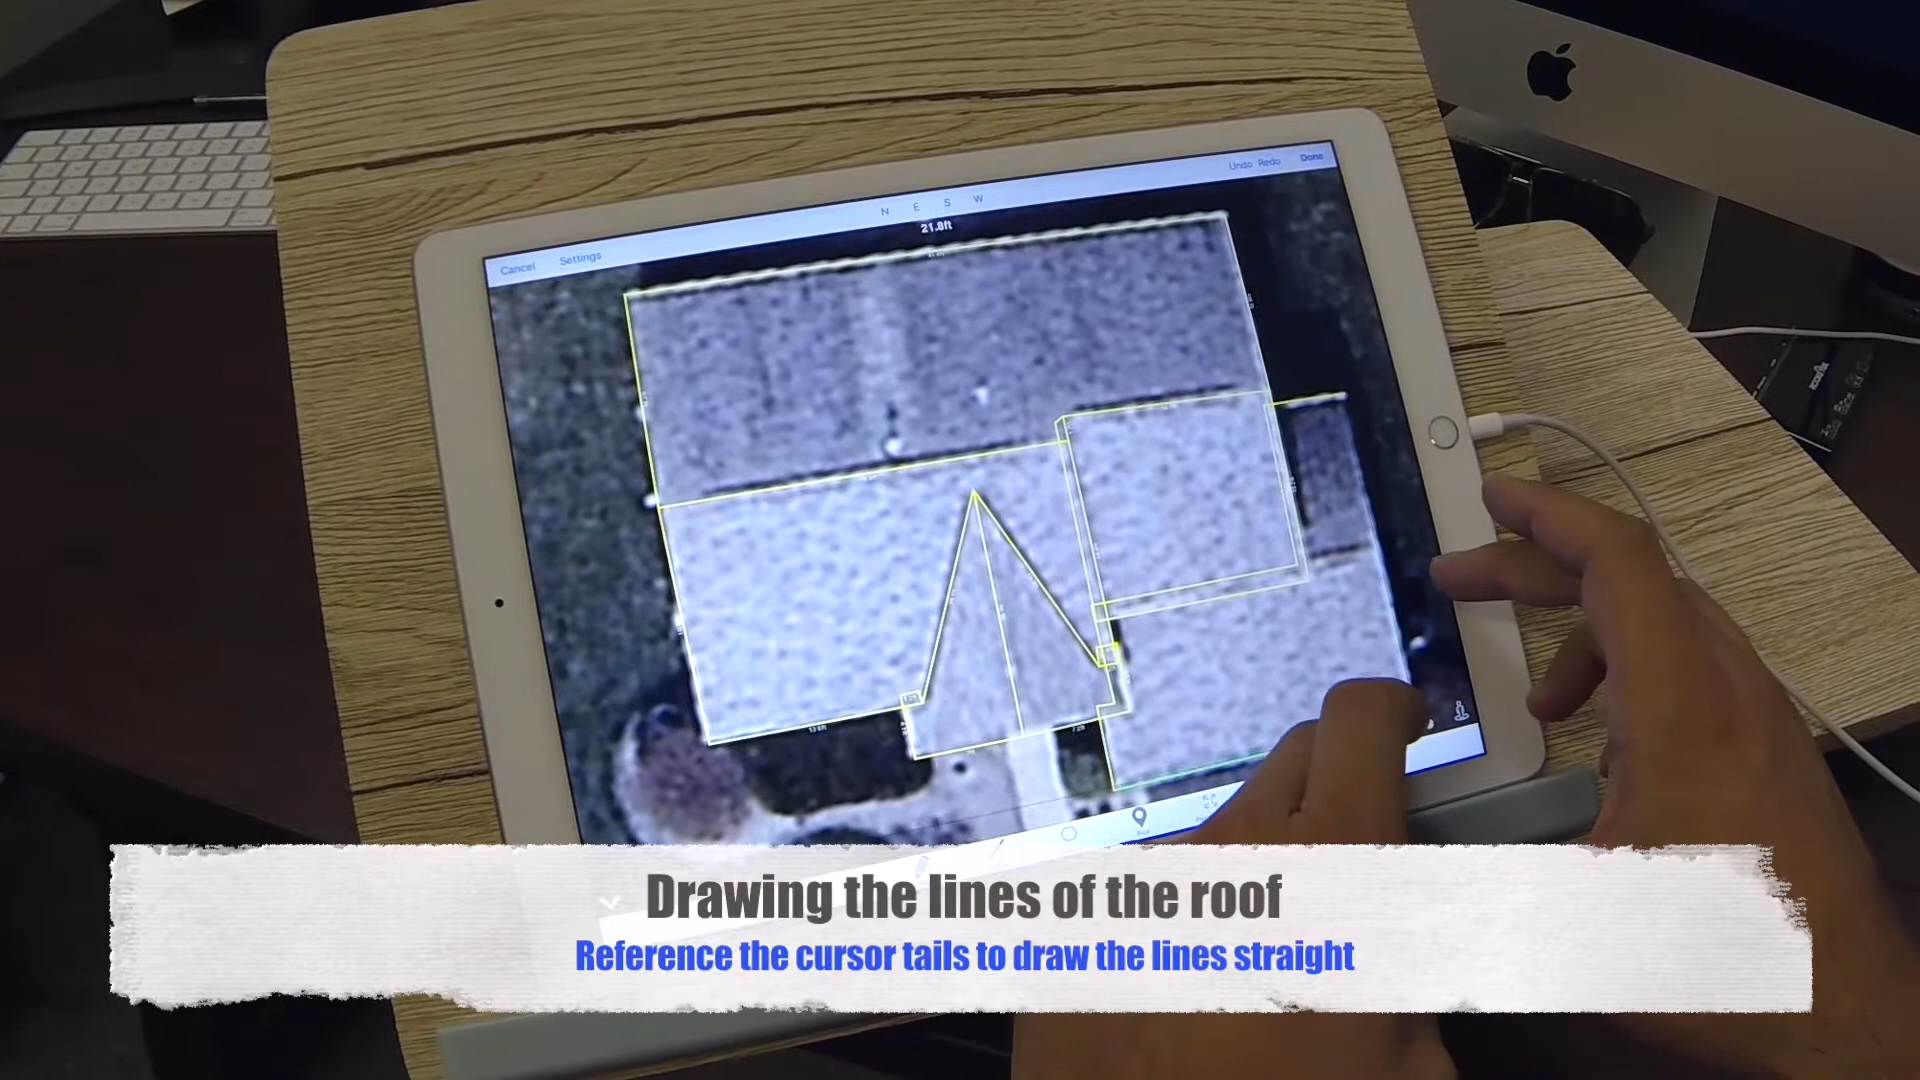 Undo Redo Done
N E S W
21.8ft
Cancel Settings
Drawing the lines of the roof
Reference the cursor tails to draw the lines straight